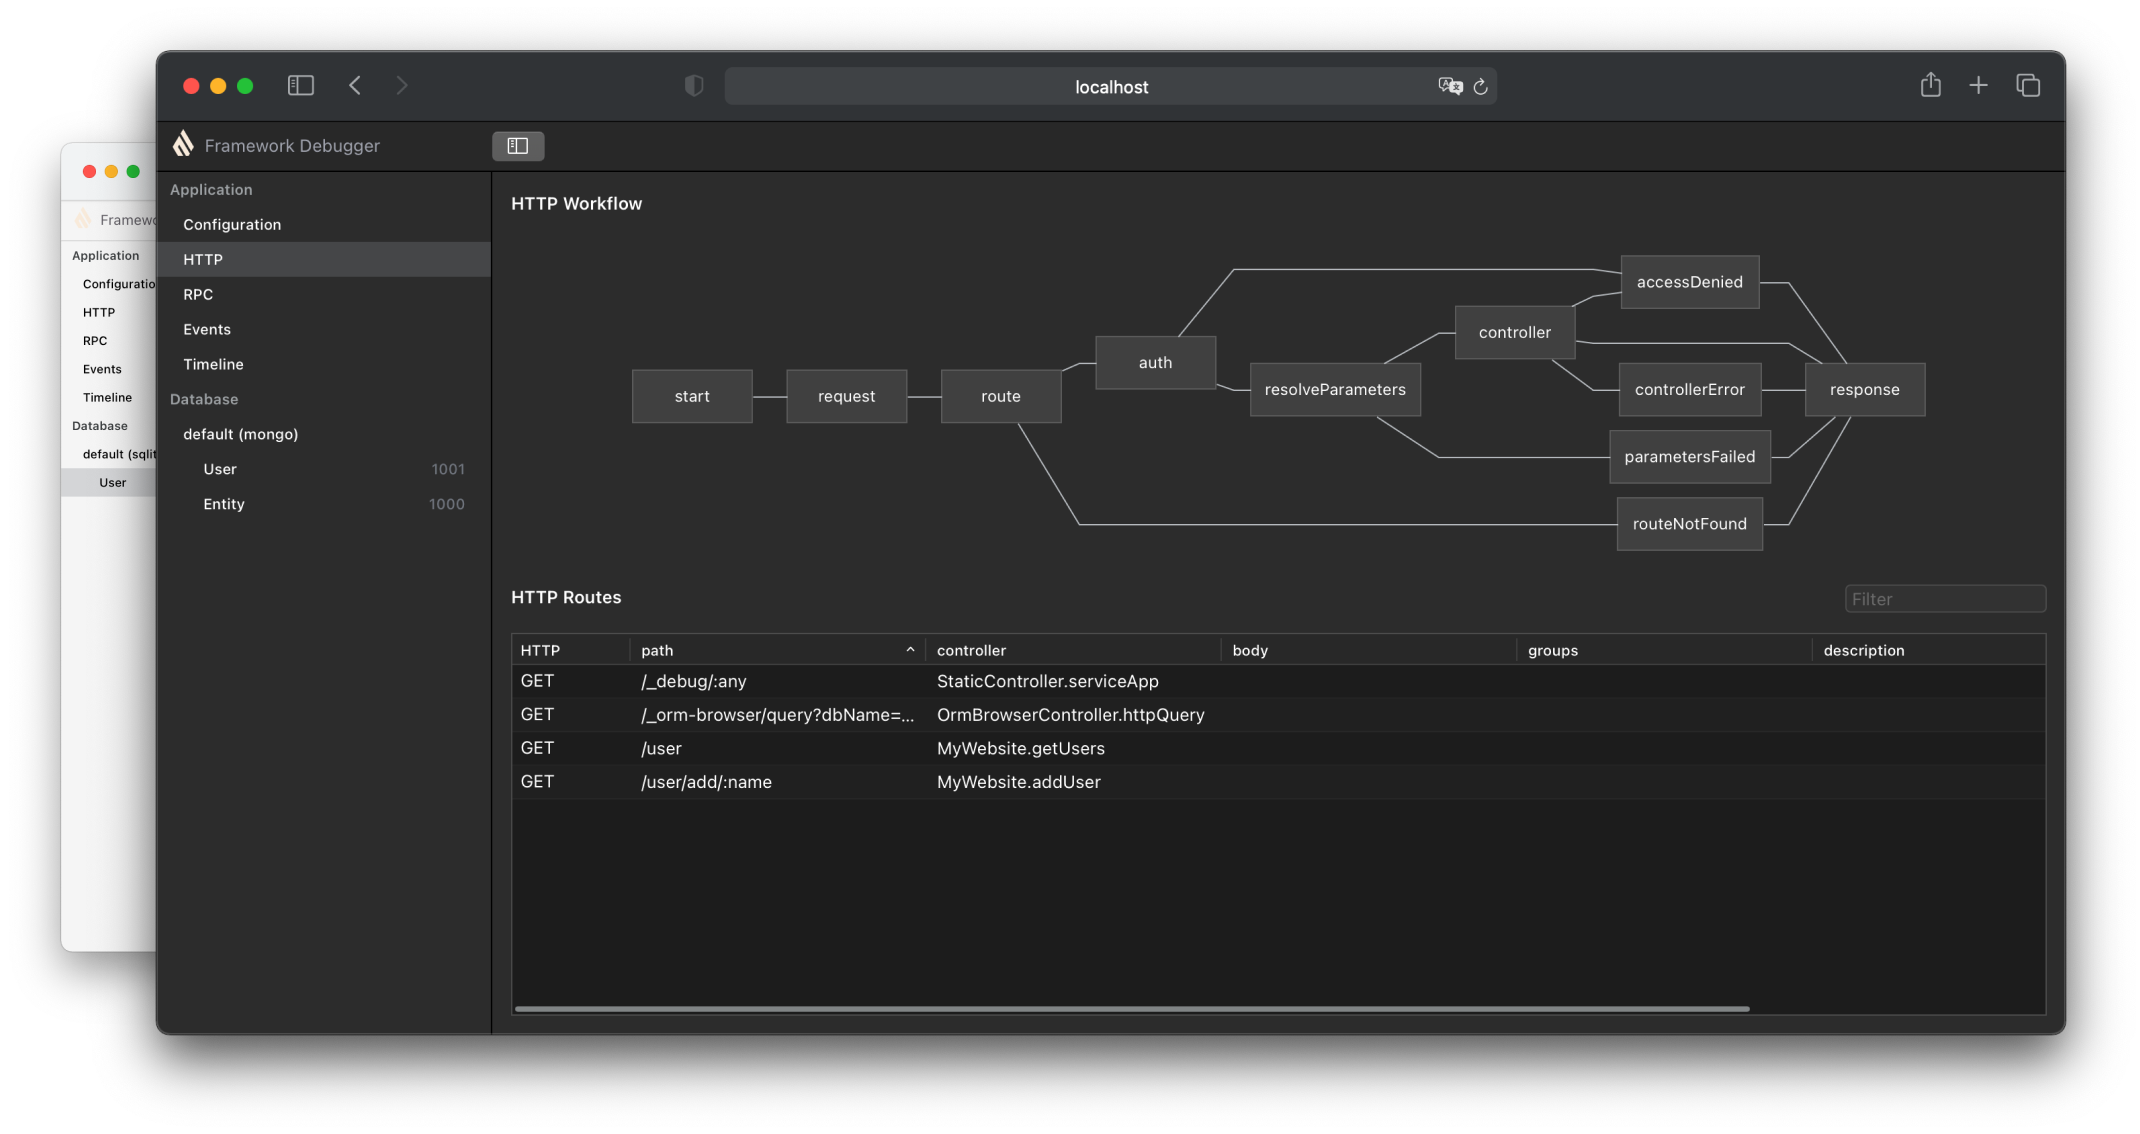 localhost
Framework Debugger
Application
Configuration
HTTP
RPC
Events
Timeline
Database
default (mongo)
User 1001
Entity 1000
HTTP Workflow
start
request
route
auth
resolveParameters
controller
accessDenied
controllerError
parametersFailed
routeNotFound
response
HTTP Routes
Filter
HTTP path controller body groups description
GET /_debug/:any StaticController.serviceApp
GET /_orm-browser/query?dbName=... OrmBrowserController.httpQuery
GET /user MyWebsite.getUsers
GET /user/add/:name MyWebsite.addUser
Framewo
Application
Configuratio
HTTP
RPC
Events
Timeline
Database
default (sqlit
User